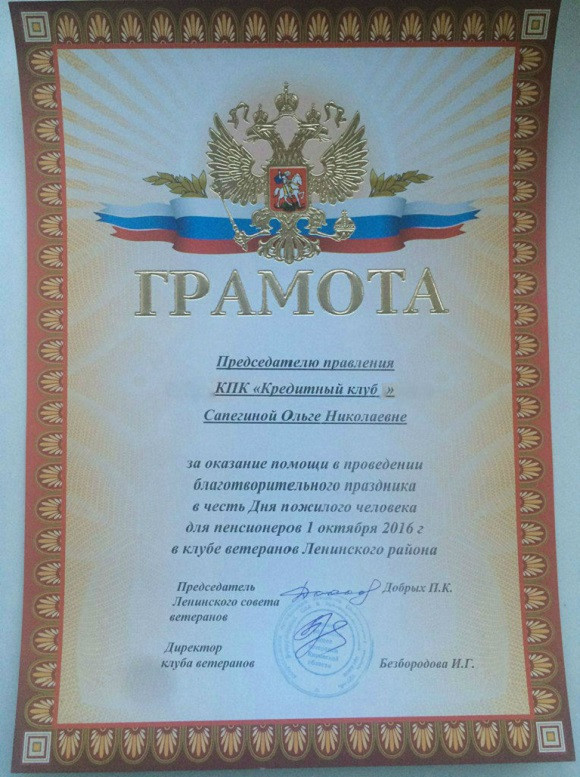 ГРАМОТА
Председателю правления
КПК «Кредитный клуб »
Сапегиной Ольге Николаевне
за оказание помощи в проведении
благотворительного праздника
в честь Дня пожилого человека
для пенсионеров 1 октября 2016 г
в клубе ветеранов Ленинского района
Председатель Добрых П.К.
Ленинского совета
ветеранов
Директор
клуба ветеранов Безбородова И.Г.